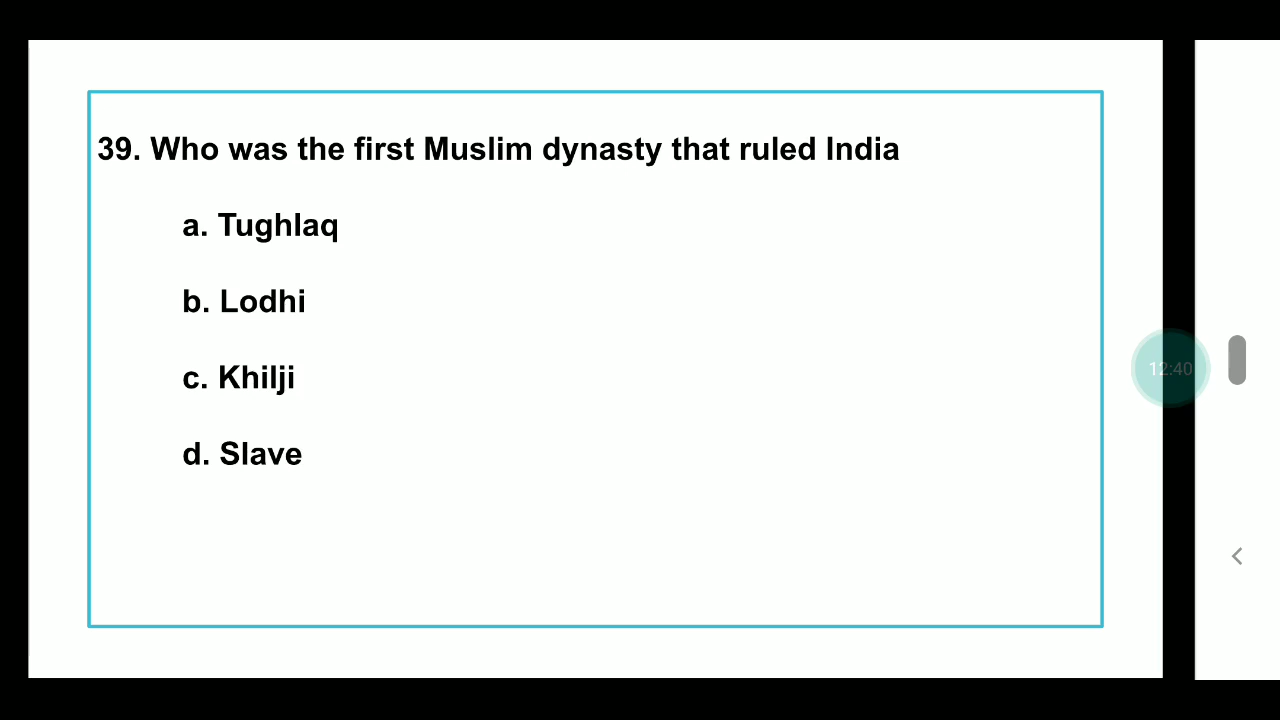 39. Who was the first Muslim dynasty that ruled India
a. Tughlaq
b. Lodhi
c. Khilji
12:40
d. Slave